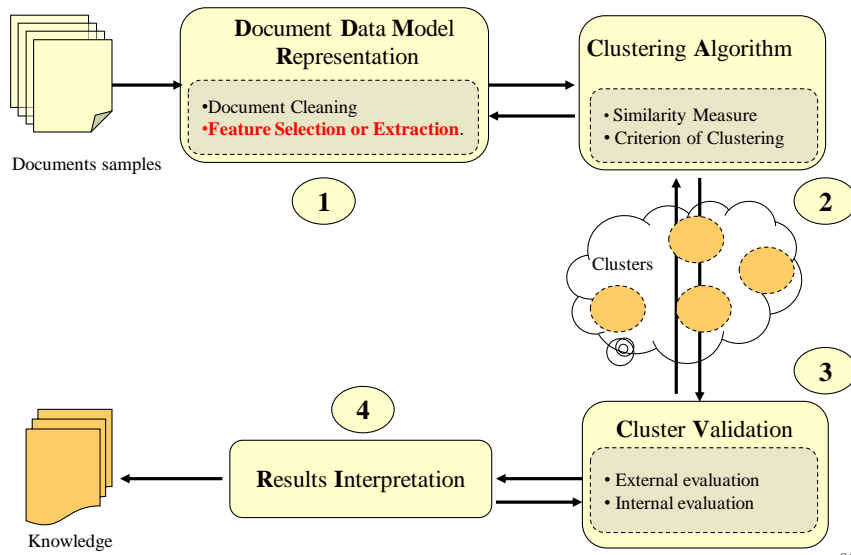 Document Data Model
Representation
•Document Cleaning
•Feature Selection or Extraction.
Documents samples
1
Clustering Algorithm
• Similarity Measure
• Criterion of Clustering
2
Clusters
3
Cluster Validation
• External evaluation
• Internal evaluation
4
Results Interpretation
Knowledge